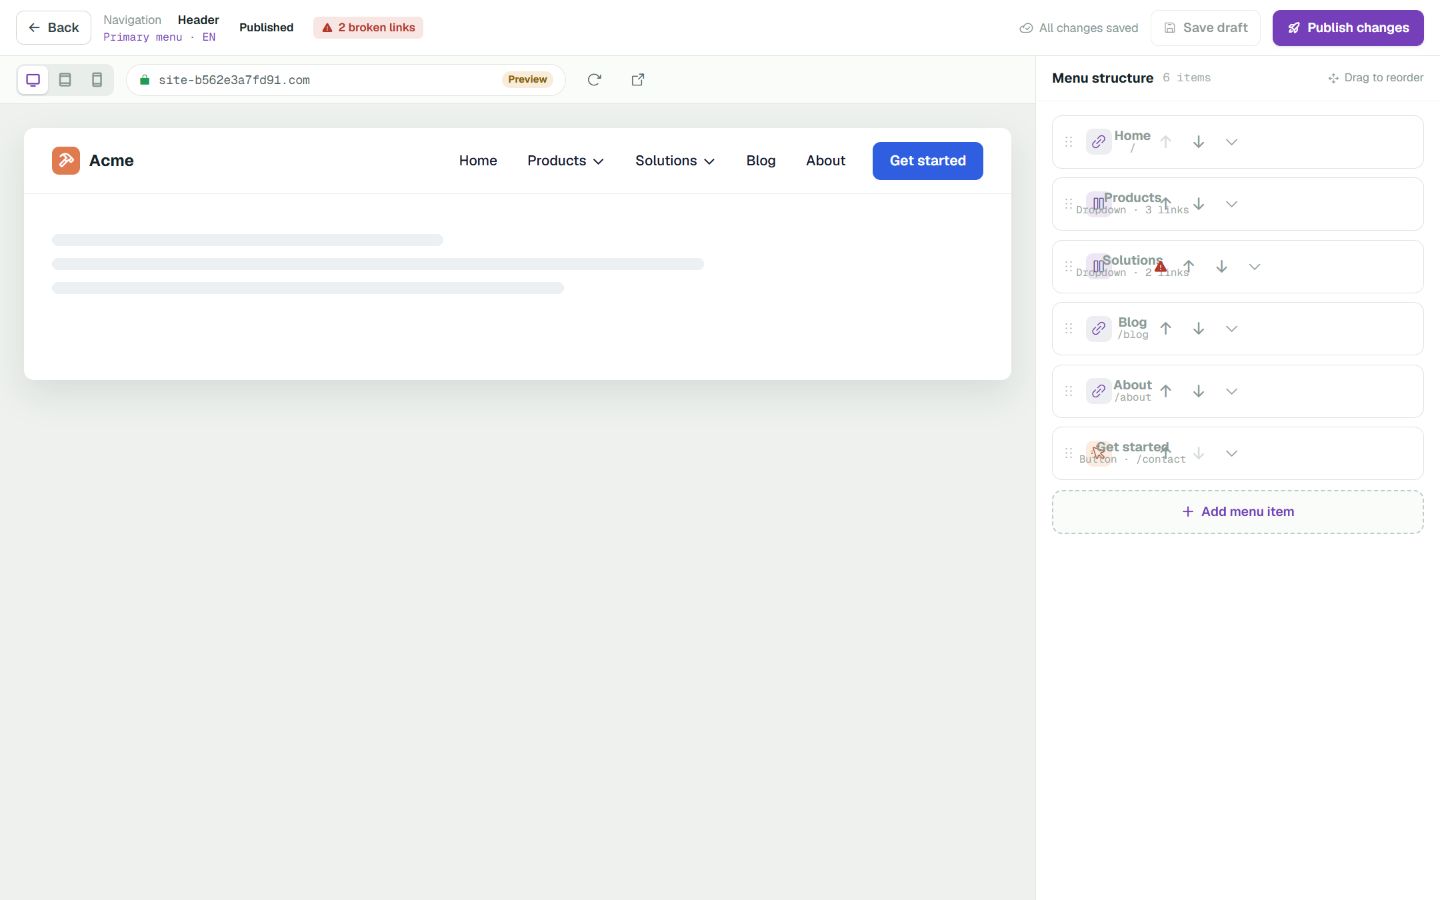 Back
Navigation Header
Primary menu · EN
Published
2 broken links
All changes saved
Save draft
Publish changes
site-b562e3a7fd9i.com
Preview
Menu structure 6 items
Drag to reorder
Acme
Home Products Solutions Blog About Get started
Home
/
Products
Dropdown · 3 links
Solutions
Dropdown · 2 links
Blog
/blog
About
/about
Get started
Button · /contact
Add menu item